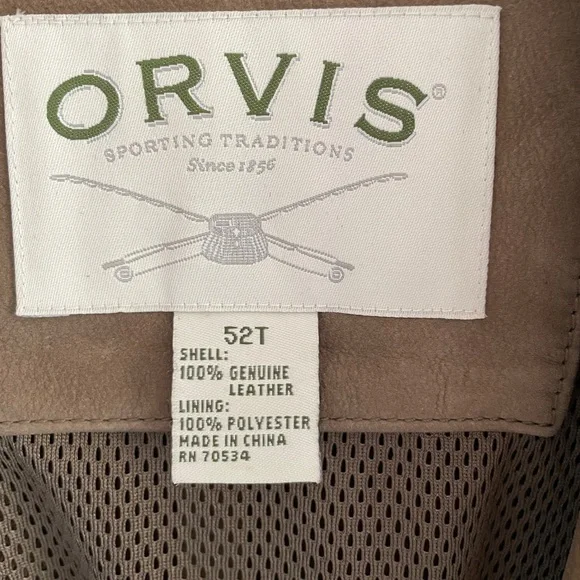 ORVIS®
SPORTING TRADITIONS
Since 1856
52T
SHELL:
100% GENUINE
LEATHER
LINING:
100% POLYESTER
MADE IN CHINA
RN 70534